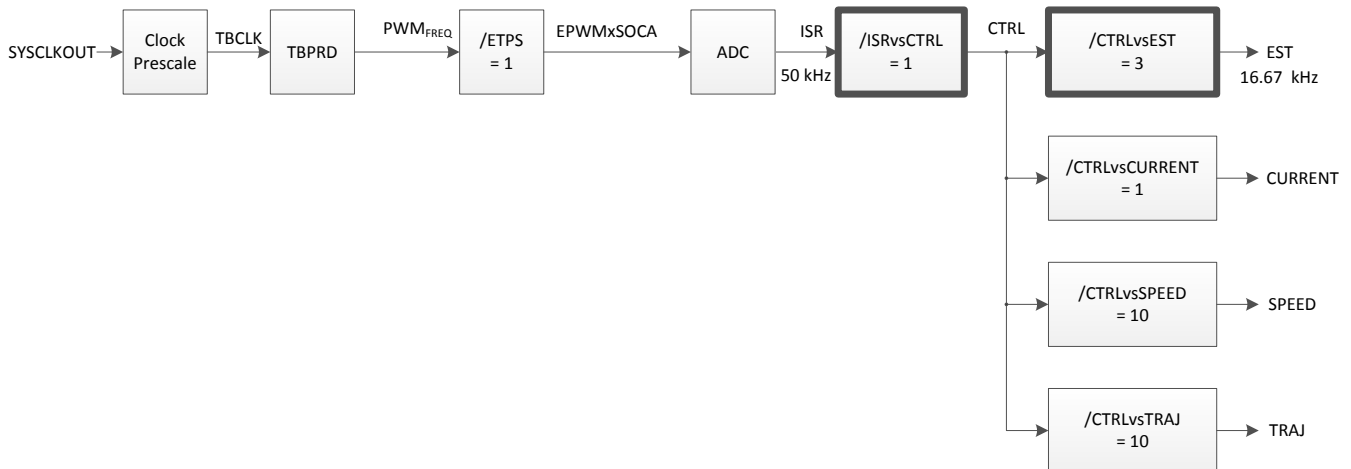 SYSCLKOUT
Clock
Prescale
TBCLK
TBPRD
PWMFREQ
/ETPS
= 1
EPWMxSOCA
ADC
ISR
50 kHz
/ISRvsCTRL
= 1
CTRL
/CTRLvsEST
= 3
EST
16.67 kHz
/CTRLvsCURRENT
= 1
CURRENT
/CTRLvsSPEED
= 10
SPEED
/CTRLvsTRAJ
= 10
TRAJ